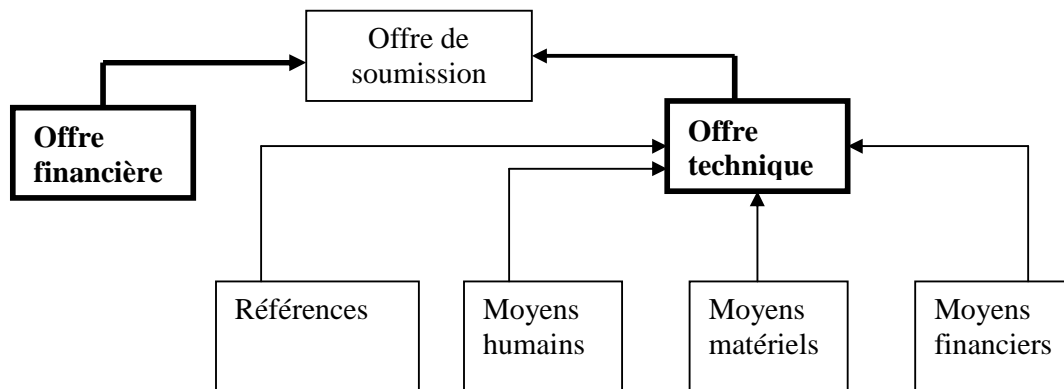 Offre de
soumission
Offre
financière
Offre
technique
Références
Moyens
humains
Moyens
matériels
Moyens
financiers